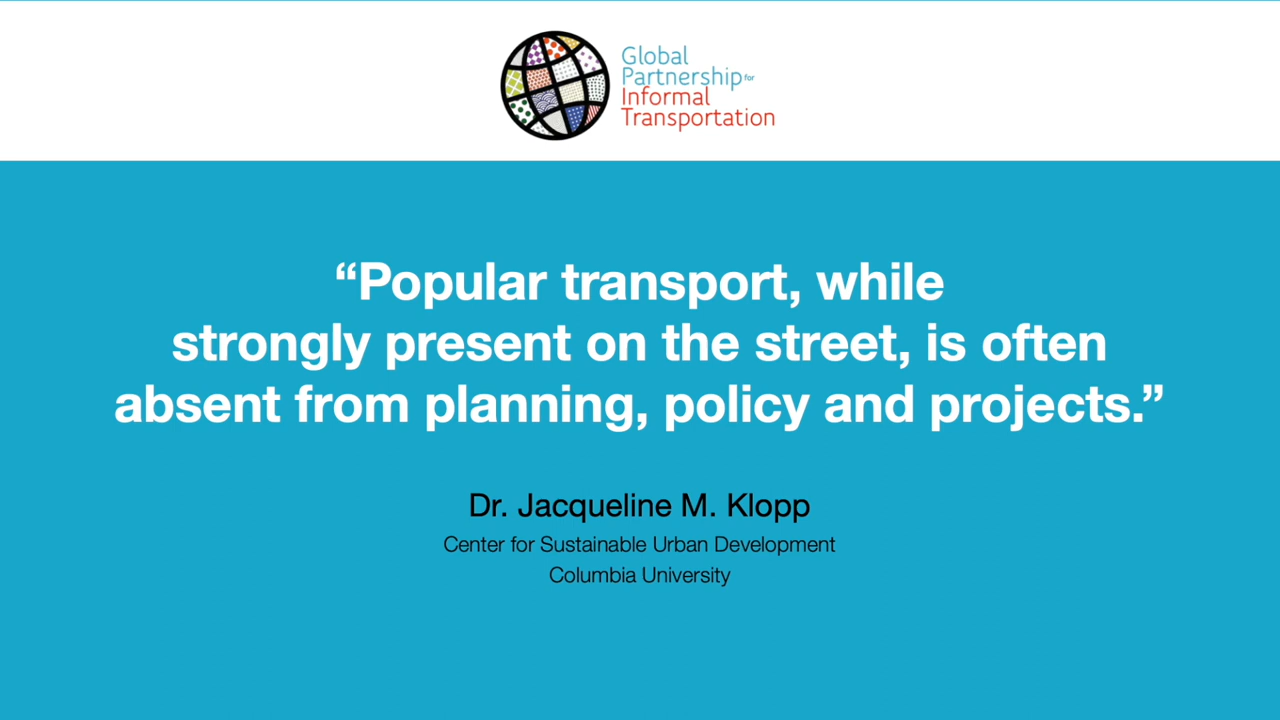 Global
Partnership for
Informal
Transportation
“Popular transport, while
strongly present on the street, is often
absent from planning, policy and projects.”
Dr. Jacqueline M. Klopp
Center for Sustainable Urban Development
Columbia University